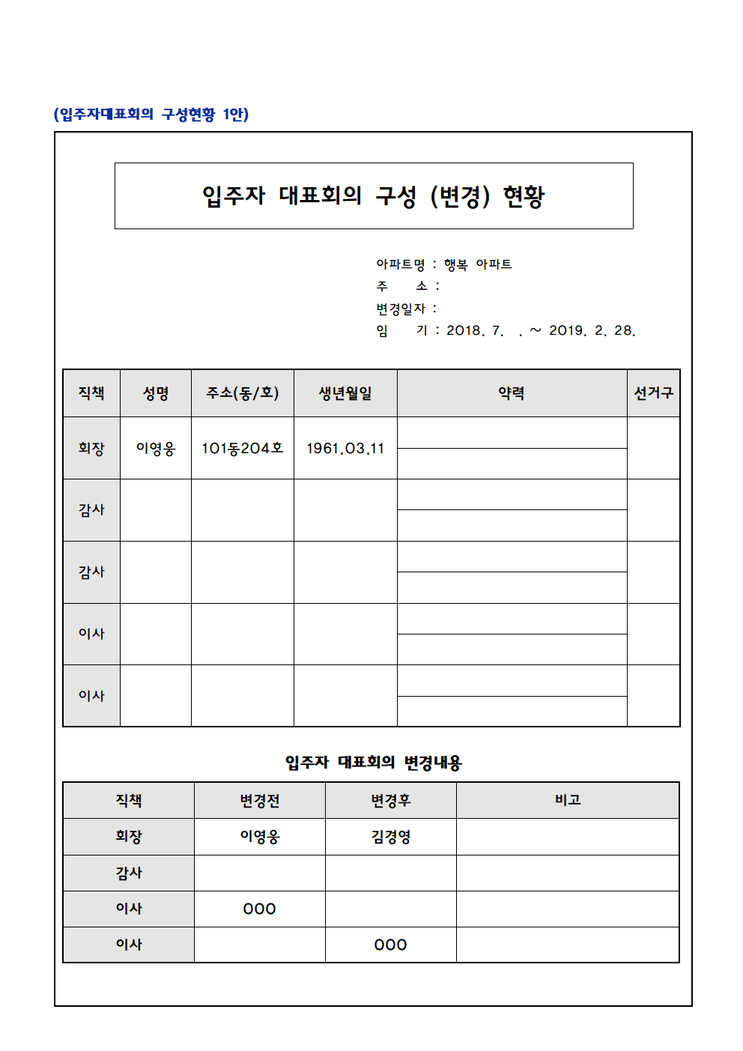 (입주자대표회의 구성현황 1안)
입주자 대표회의 구성 (변경) 현황
아파트명 : 행복 아파트
주 소 :
변경일자 :
임 기 : 2018. 7. . ~ 2019. 2. 28.
직책 성명 주소(동/호) 생년월일 약력 선거구
회장 이영웅 101동204호 1961.03.11
감사
감사
이사
이사
입주자 대표회의 변경내용
직책 변경전 변경후 비고
회장 이영웅 김경영
감사
이사 OOO
이사 OOO